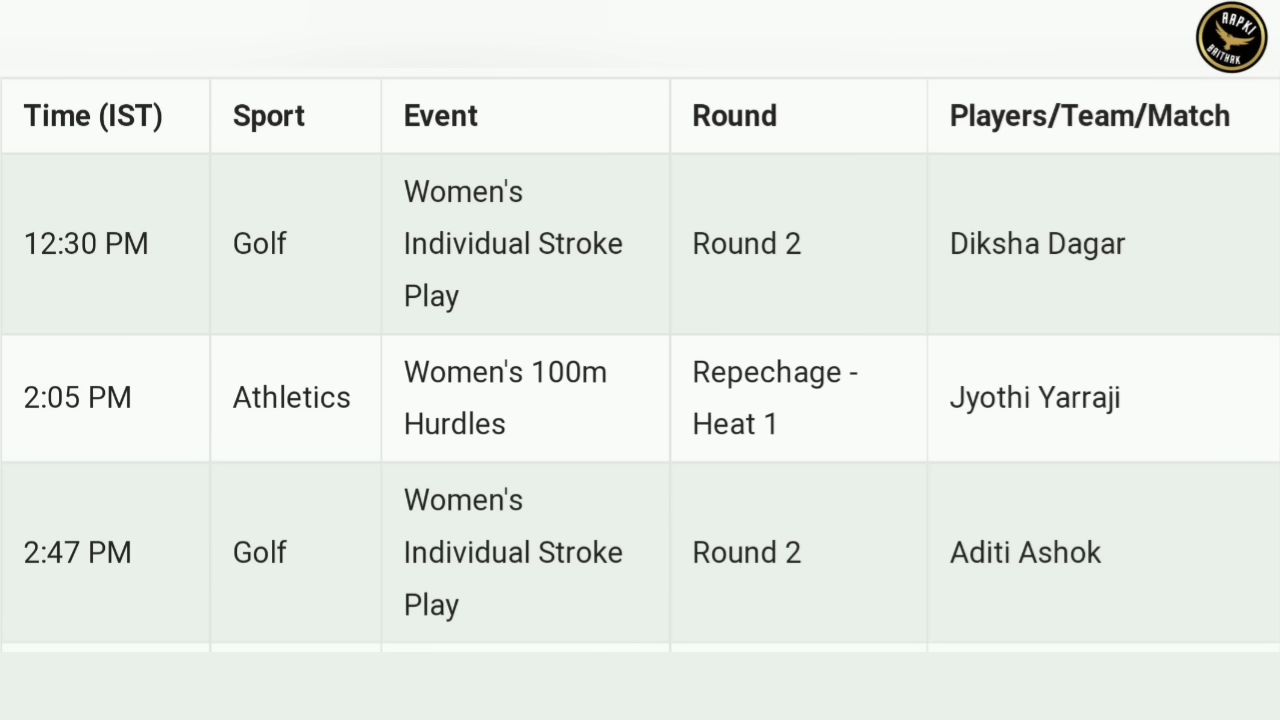 AAPKI
BAITHAK
Time (IST) Sport Event Round Players/Team/Match
Women's
12:30 PM Golf Individual Stroke Round 2 Diksha Dagar
Play
Women's 100m Repechage -
2:05 PM Athletics Jyothi Yarraji
Hurdles Heat 1
Women's
2:47 PM Golf Individual Stroke Round 2 Aditi Ashok
Play